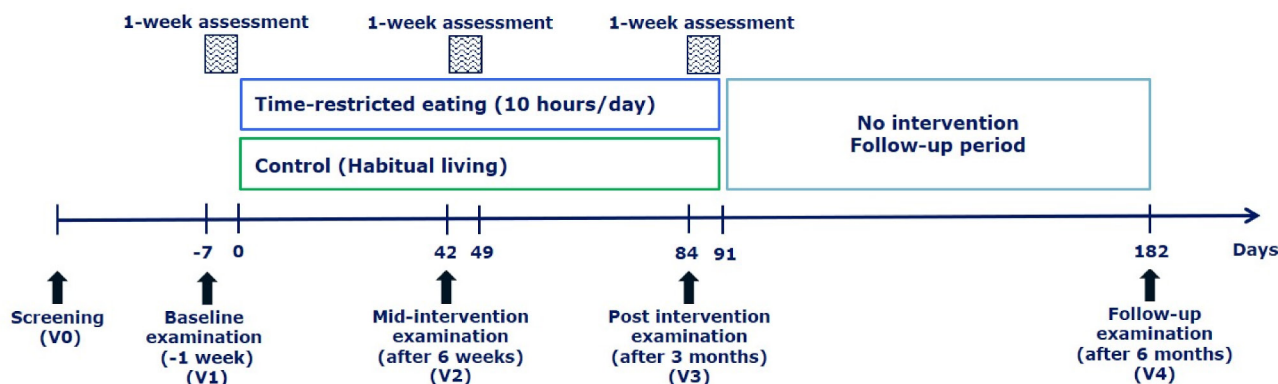 1-week assessment
1-week assessment
1-week assessment
Time-restricted eating (10 hours/day)
Control (Habitual living)
No intervention
Follow-up period
-7
0
42
49
84
91
182
Days
Screening
(V0)
Baseline
examination
(-1 week)
(V1)
Mid-intervention
examination
(after 6 weeks)
(V2)
Post intervention
examination
(after 3 months)
(V3)
Follow-up
examination
(after 6 months)
(V4)